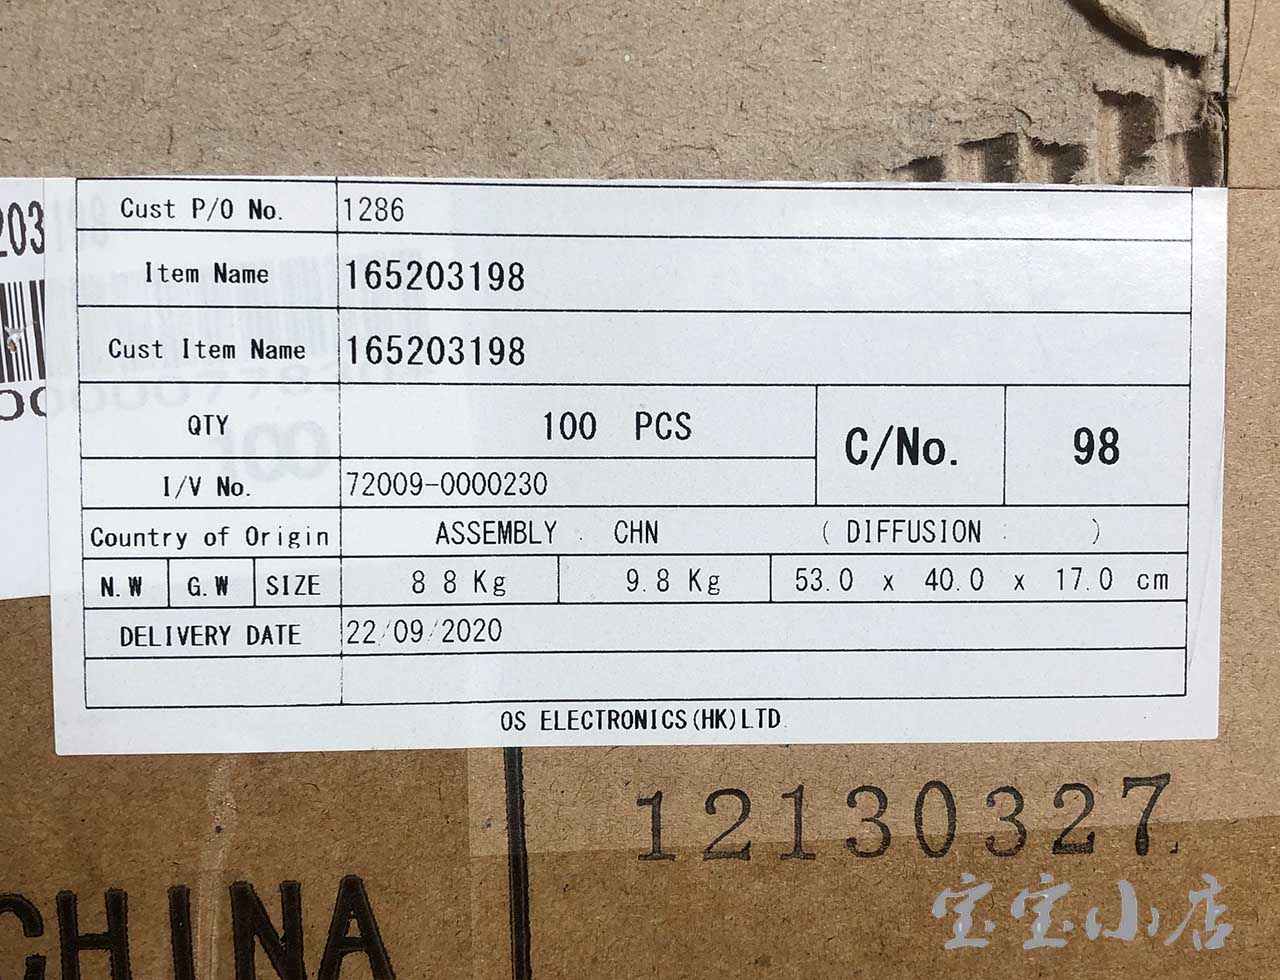 203
Cust P/O No. 1286
Item Name 165203198
Cust Item Name 165203198
QTY 100 PCS C/No. 98
I/V No. 72009-0000230
Country of Origin ASSEMBLY : CHN ( DIFFUSION : )
N.W G.W SIZE 8 8 Kg 9.8 Kg 53.0 x 40.0 x 17.0 cm
DELIVERY DATE 22/09/2020
OS ELECTRONICS(HK)LTD.
12130327.
CHINA
宝宝小店